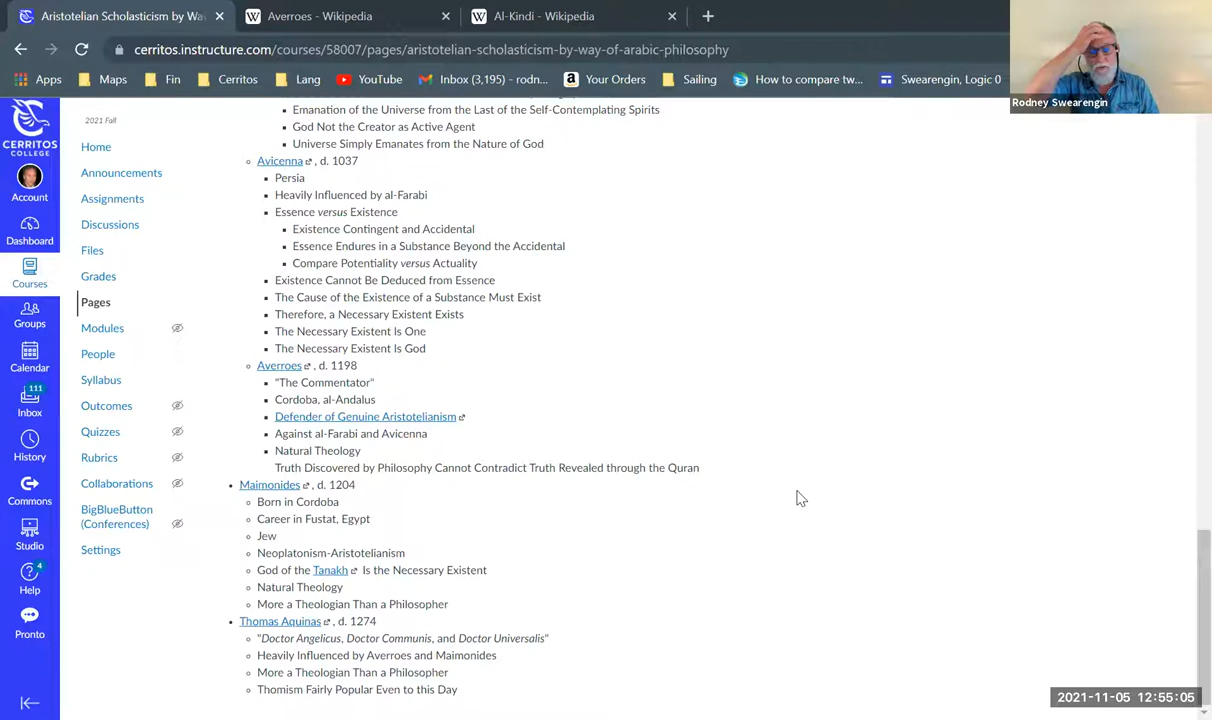 Aristotelian Scholasticism by Wa
Averroes - Wikipedia
Al-Kindi - Wikipedia
cerritos.instructure.com/courses/58007/pages/aristotelian-scholasticism-by-way-of-arabic-philosophy
Apps
Maps
Fin
Cerritos
Lang
YouTube
Inbox (3,195) - rodn...
Your Orders
Sailing
How to compare tw...
Swearengin, Logic 0
Rodney Swearengin
CERRITOS
COLLEGE
Account
Dashboard
Courses
Groups
Calendar
111
Inbox
History
Commons
Studio
4
Help
Pronto
2021 Fall
Home
Announcements
Assignments
Discussions
Files
Grades
Pages
Modules
People
Syllabus
Outcomes
Quizzes
Rubrics
Collaborations
BigBlueButton
(Conferences)
Settings
Emanation of the Universe from the Last of the Self-Contemplating Spirits
God Not the Creator as Active Agent
Universe Simply Emanates from the Nature of God
Avicenna , d. 1037
Persia
Heavily Influenced by al-Farabi
Essence versus Existence
Existence Contingent and Accidental
Essence Endures in a Substance Beyond the Accidental
Compare Potentiality versus Actuality
Existence Cannot Be Deduced from Essence
The Cause of the Existence of a Substance Must Exist
Therefore, a Necessary Existent Exists
The Necessary Existent Is One
The Necessary Existent Is God
Averroes , d. 1198
"The Commentator"
Cordoba, al-Andalus
Defender of Genuine Aristotelianism
Against al-Farabi and Avicenna
Natural Theology
Truth Discovered by Philosophy Cannot Contradict Truth Revealed through the Quran
Maimonides , d. 1204
Born in Cordoba
Career in Fustat, Egypt
Jew
Neoplatonism-Aristotelianism
God of the Tanakh Is the Necessary Existent
Natural Theology
More a Theologian Than a Philosopher
Thomas Aquinas , d. 1274
"Doctor Angelicus, Doctor Communis, and Doctor Universalis"
Heavily Influenced by Averroes and Maimonides
More a Theologian Than a Philosopher
Thomism Fairly Popular Even to this Day
2021-11-05 12:55:05